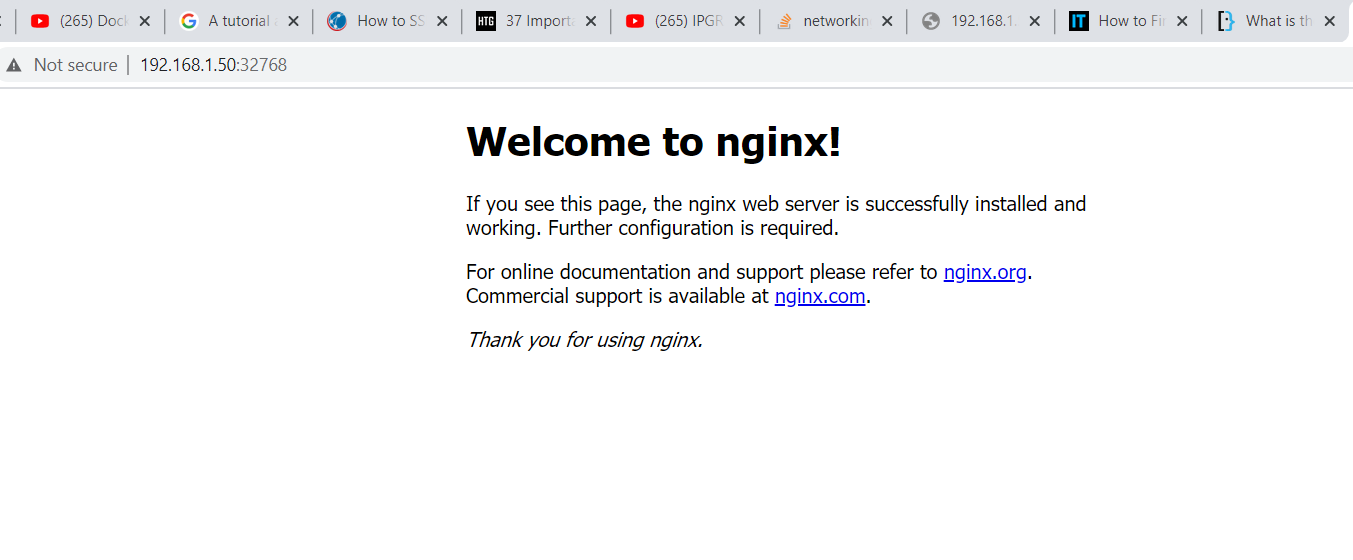 (265) Dock
A tutorial
How to SS
HTG
37 Importa
(265) IPGR
networkin
192.168.1.
IT
How to Fin
What is th
Not secure
192.168.1.50:32768
Welcome to nginx!
If you see this page, the nginx web server is successfully installed and
working. Further configuration is required.
For online documentation and support please refer to nginx.org.
Commercial support is available at nginx.com.
Thank you for using nginx.